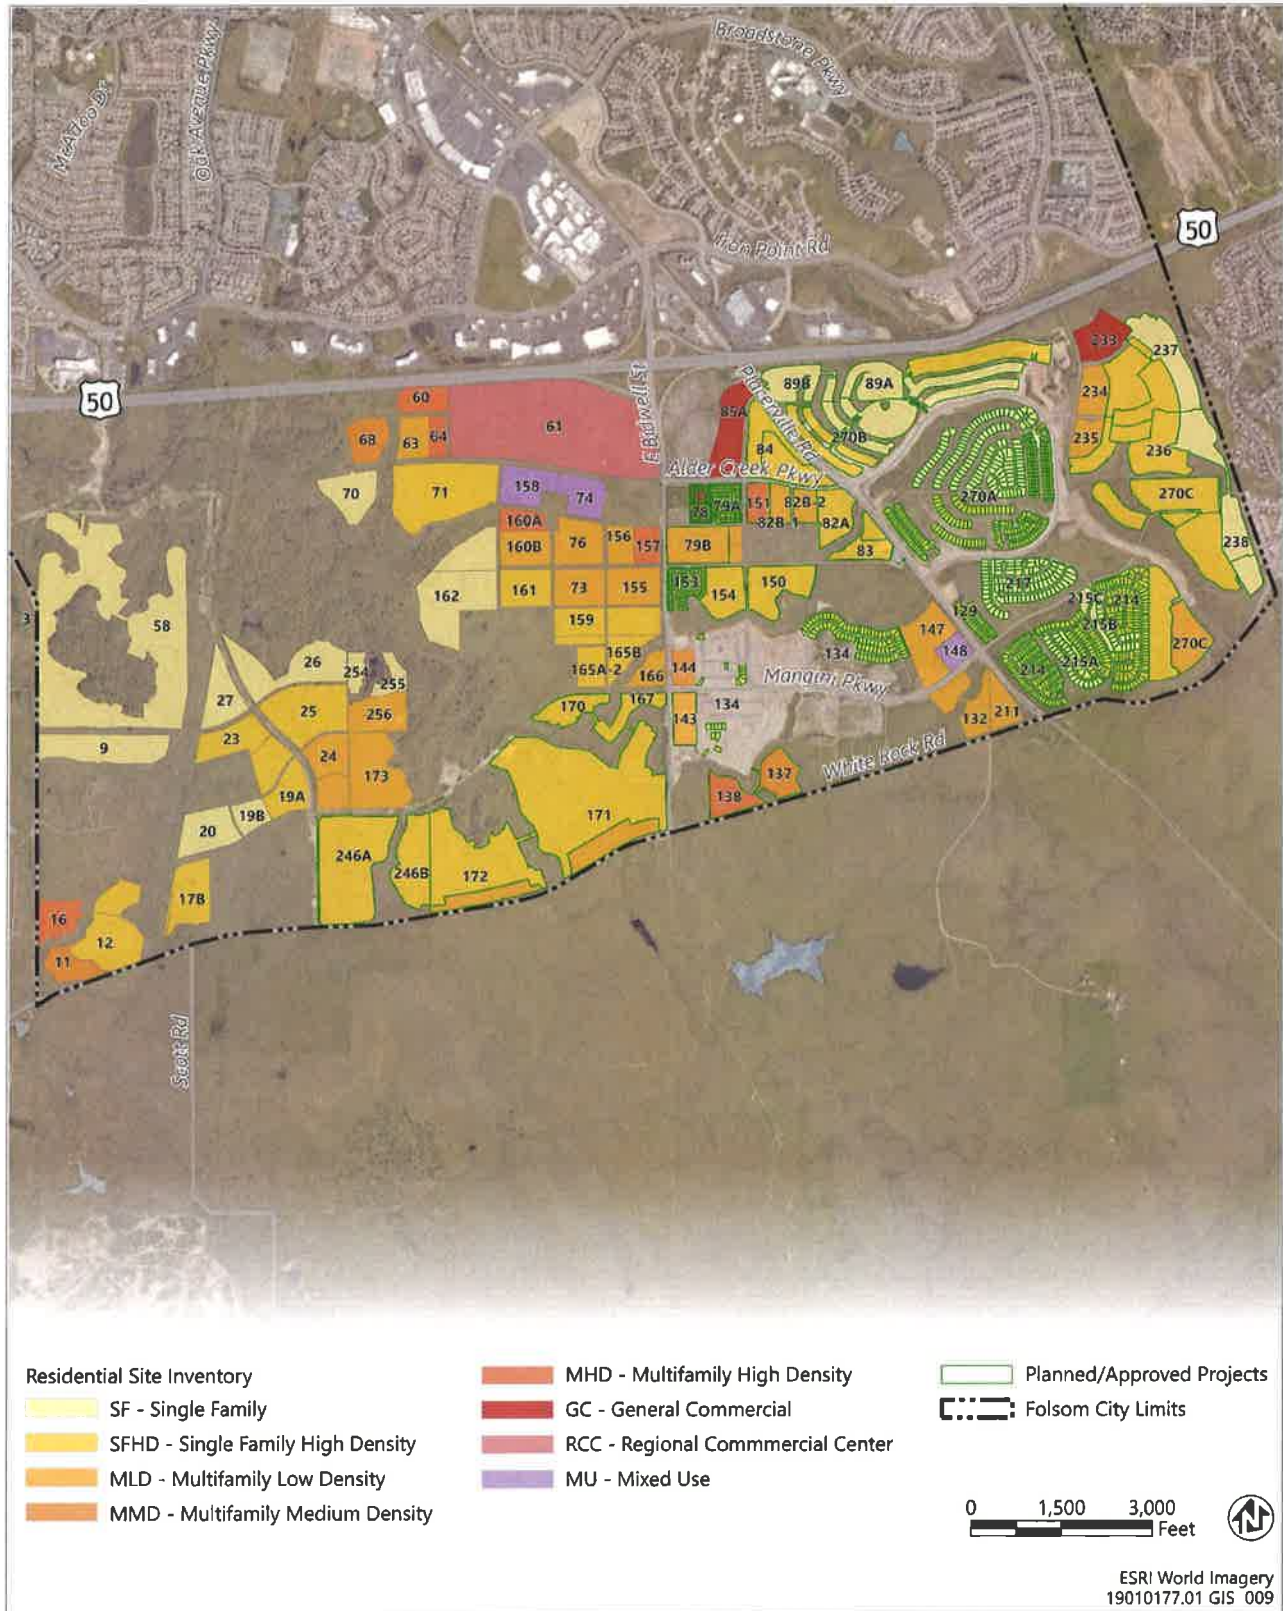 Broadstone Pkwy
Oak Avenue Pkwy
McAdoo Dr
Iron Point Rd
50
50
233
237
60
E Bidwell St
Placerville Rd
89B
89A
234
61
85A
68
63
64
270B
235
84
236
Alder Creek Pkwy
70
71
158
74
270A
270C
78
79A
151
82B-2
160A
82B-1
82A
160B
76
156
157
79B
83
238
162
161
73
155
153
154
150
217
215C
214
129
3
58
159
147
215B
26
254
165B
134
148
270C
255
165A-2
144
214
215A
166
Mangini Pkwy
27
25
256
170
167
143
134
132
211
23
9
24
173
137
White Rock Rd
19A
138
19B
171
20
246A
246B
172
17B
16
12
11
Scott Rd
Residential Site Inventory
SF - Single Family
SFHD - Single Family High Density
MLD - Multifamily Low Density
MMD - Multifamily Medium Density
MHD - Multifamily High Density
GC - General Commercial
RCC - Regional Commmercial Center
MU - Mixed Use
Planned/Approved Projects
Folsom City Limits
0 1,500 3,000
Feet
N
ESRI World Imagery
19010177.01 GIS 009